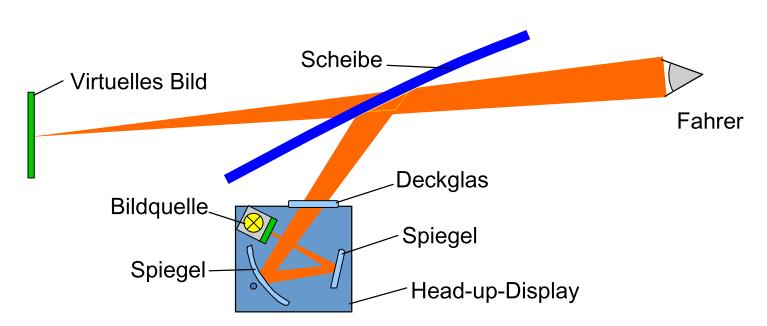 Scheibe
Virtuelles Bild
Fahrer
Deckglas
Bildquelle
Spiegel
Spiegel
Head-up-Display